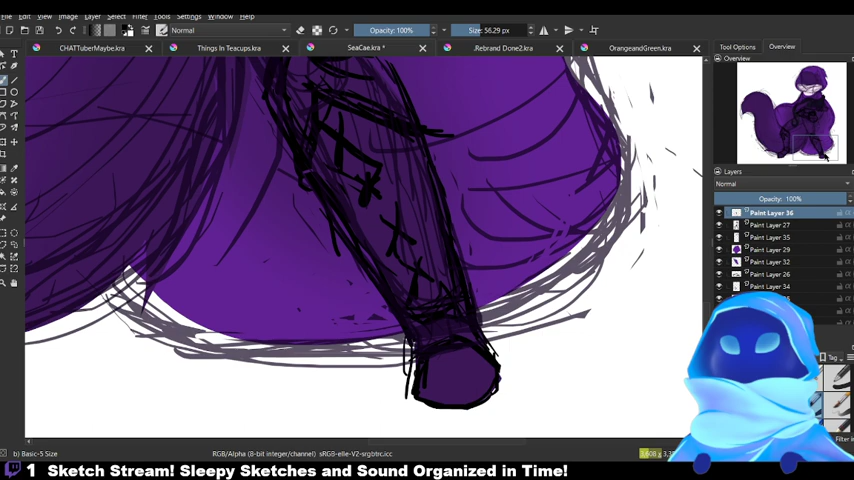 File Edit View Image Layer Select Filter Tools Settings Window Help
Normal
Opacity: 100%
Size: 56.29 px
CHATTuberMaybe.kra
Things In Teacups.kra
SeaCae.kra *
.Rebrand Done2.kra
OrangeandGreen.kra
Tool Options
Overview
Overview
Layers
Normal
Opacity: 100%
Paint Layer 36
Paint Layer 27
Paint Layer 35
Paint Layer 29
Paint Layer 32
Paint Layer 26
Paint Layer 34
Tag
Filter in
b) Basic-5 Size
RGB/Alpha (8-bit integer/channel) sRGB-elle-V2-srgbtrc.icc
1 Sketch Stream! Sleepy Sketches and Sound Organized in Time!